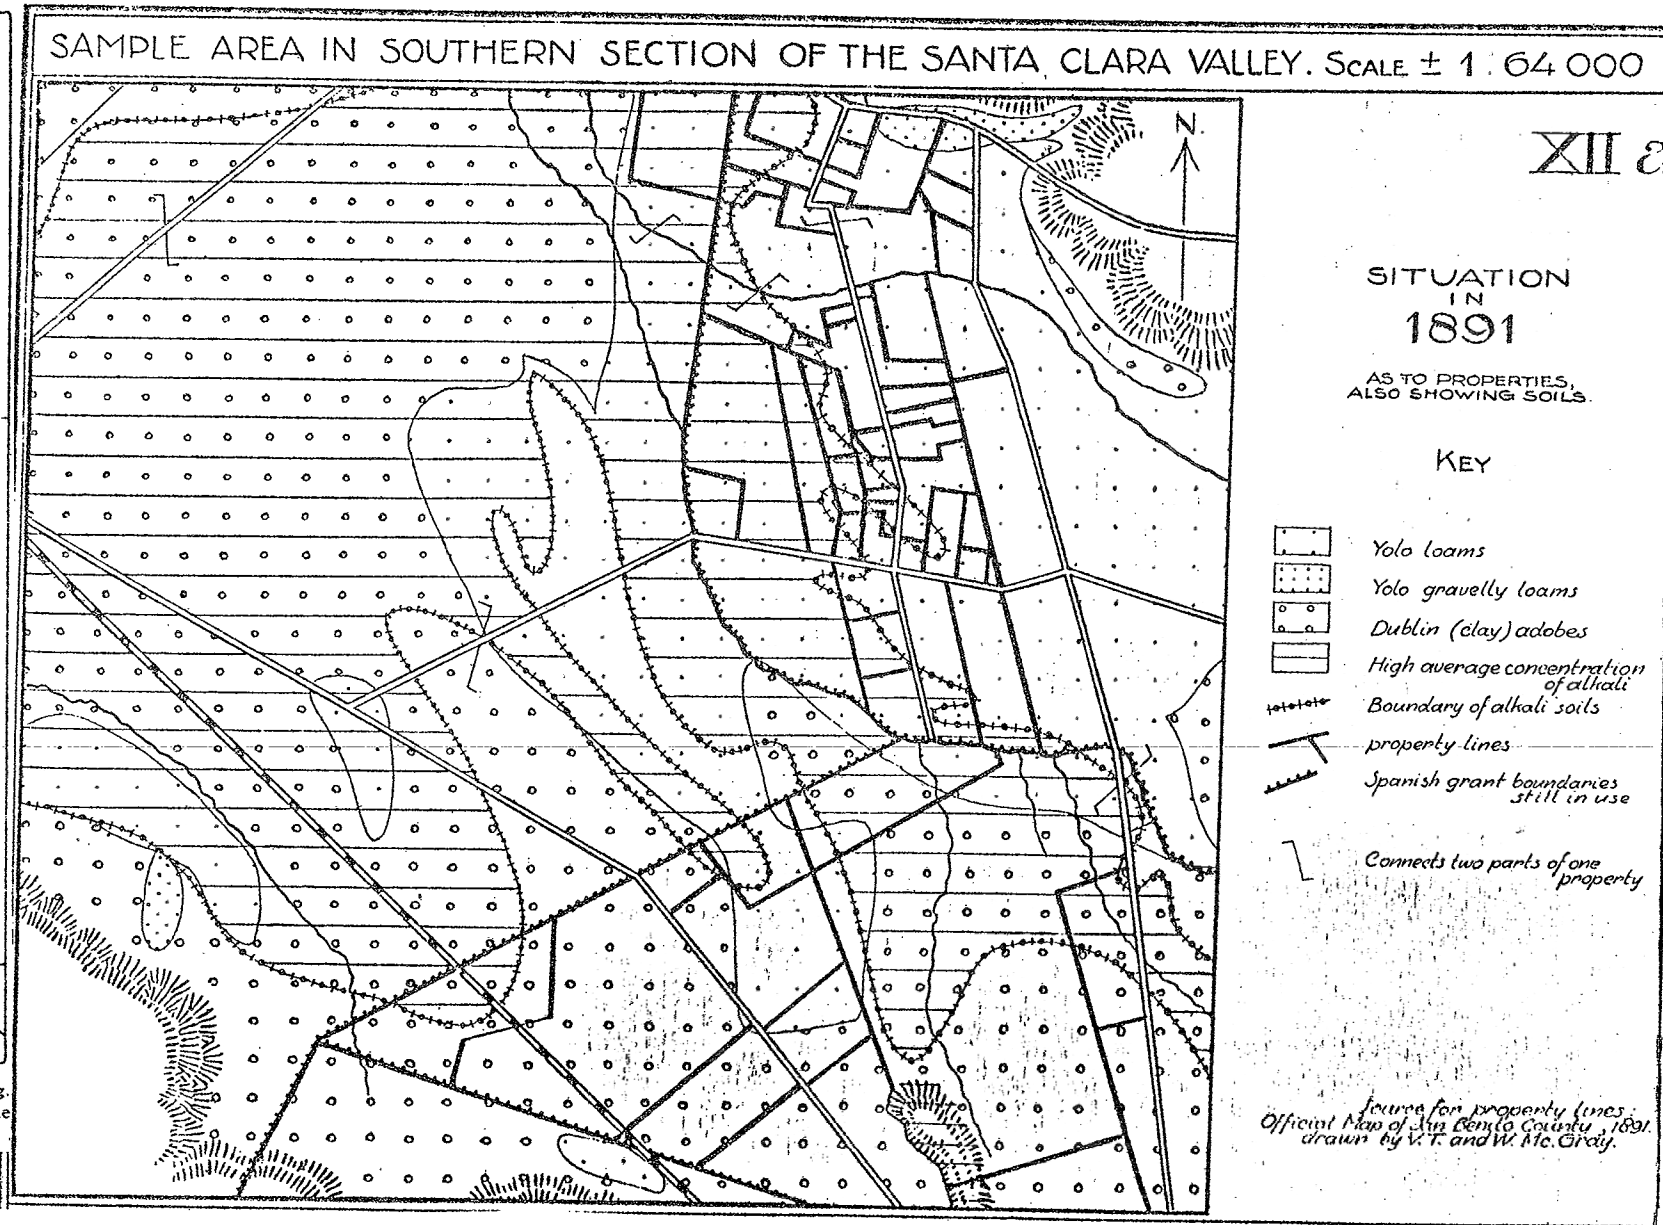 SAMPLE AREA IN SOUTHERN SECTION OF THE SANTA CLARA VALLEY. SCALE ± 1:64000
N.
XII
SITUATION
IN
1891
AS TO PROPERTIES,
ALSO SHOWING SOILS.
KEY
Yolo loams
Yolo gravelly loams
Dublin (clay) adobes
High average concentration
of alkali
Boundary of alkali soils
property lines
Spanish grant boundaries
still in use
Connects two parts of one
property
Source for property lines:
Official Map of San Benito County, 1891.
drawn by V.T. and W. Mc. Gray.